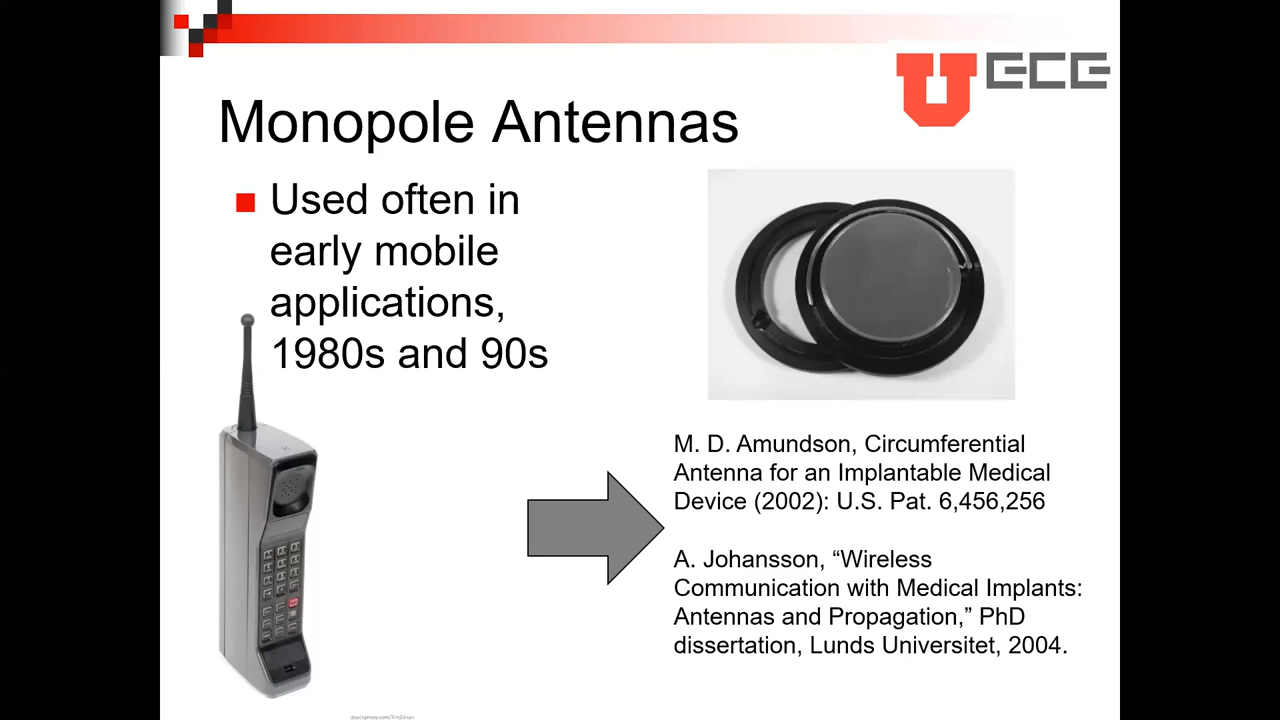 U ECE
Monopole Antennas
Used often in
early mobile
applications,
1980s and 90s
M. D. Amundson, Circumferential
Antenna for an Implantable Medical
Device (2002): U.S. Pat. 6,456,256
A. Johansson, “Wireless
Communication with Medical Implants:
Antennas and Propagation,” PhD
dissertation, Lunds Universitet, 2004.